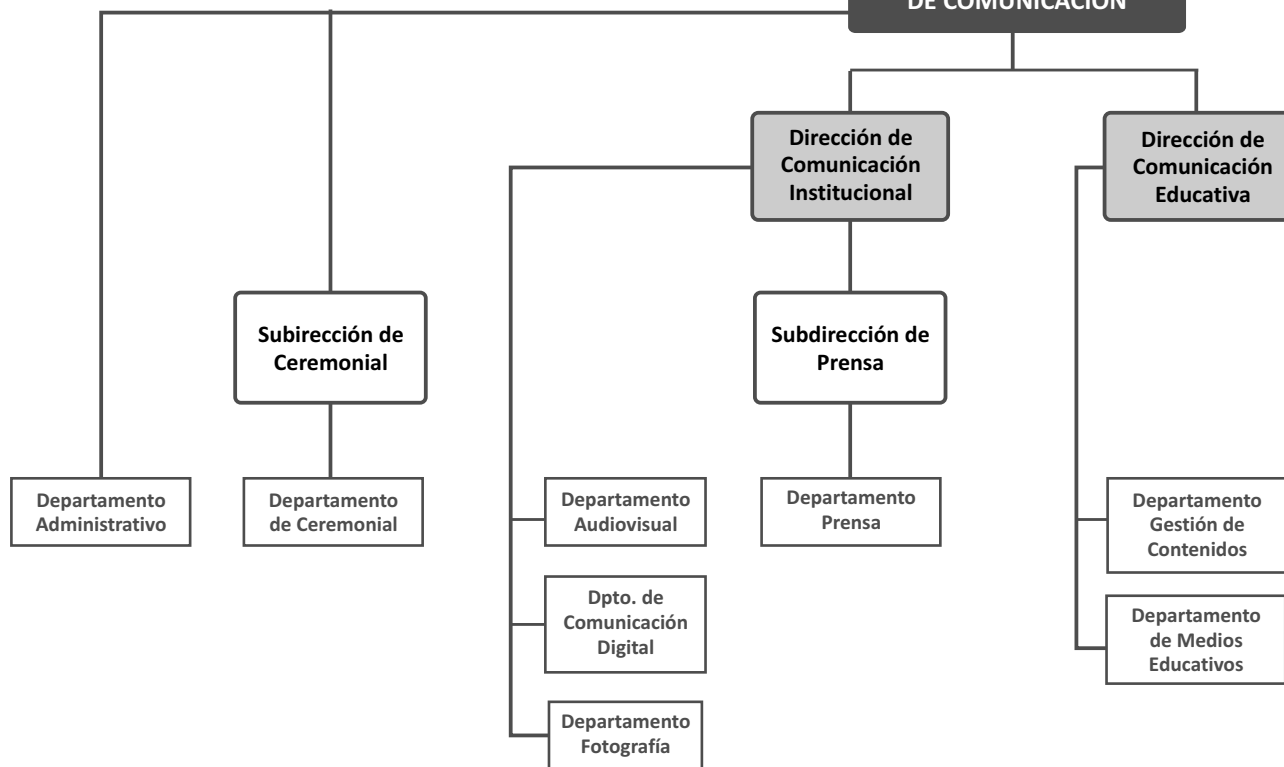 DE COMUNICACIÓN
Dirección de
Comunicación
Institucional
Dirección de
Comunicación
Educativa
Subirección de
Ceremonial
Subdirección de
Prensa
Departamento
Administrativo
Departamento
de Ceremonial
Departamento
Audiovisual
Departamento
Prensa
Departamento
Gestión de
Contenidos
Dpto. de
Comunicación
Digital
Departamento
de Medios
Educativos
Departamento
Fotografía